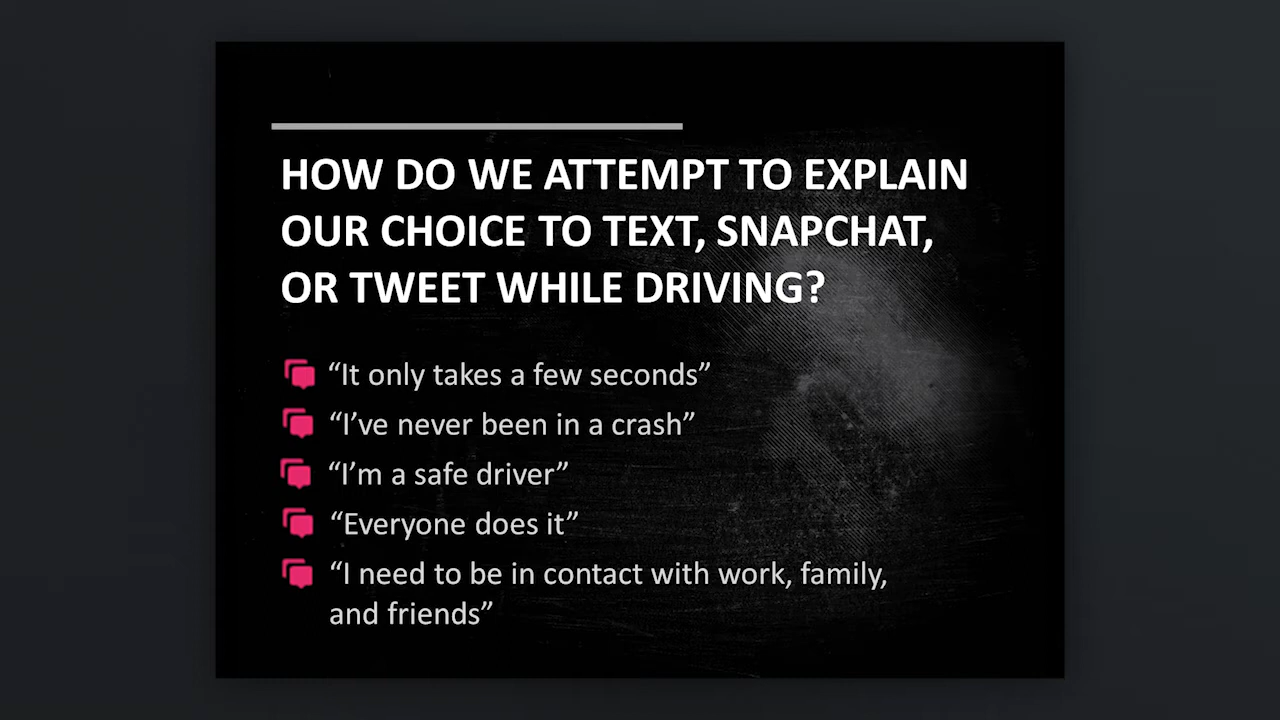 HOW DO WE ATTEMPT TO EXPLAIN
OUR CHOICE TO TEXT, SNAPCHAT,
OR TWEET WHILE DRIVING?
“It only takes a few seconds”
“I’ve never been in a crash”
“I’m a safe driver”
“Everyone does it”
“I need to be in contact with work, family,
and friends”